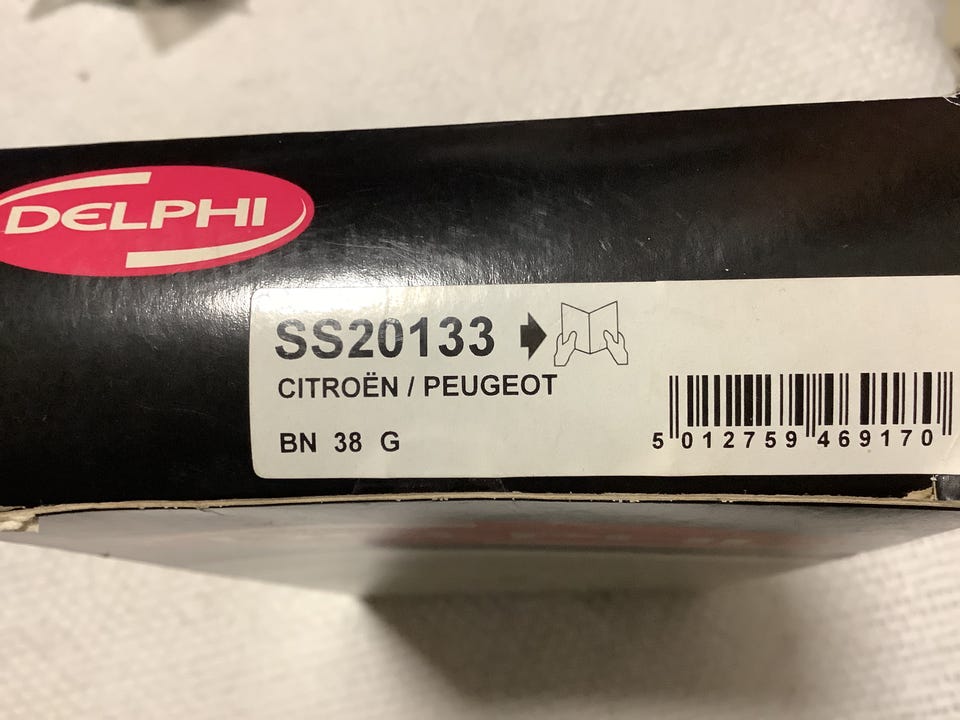 DELPHI
SS20133
CITROËN / PEUGEOT
BN 38 G
5 012759 469170